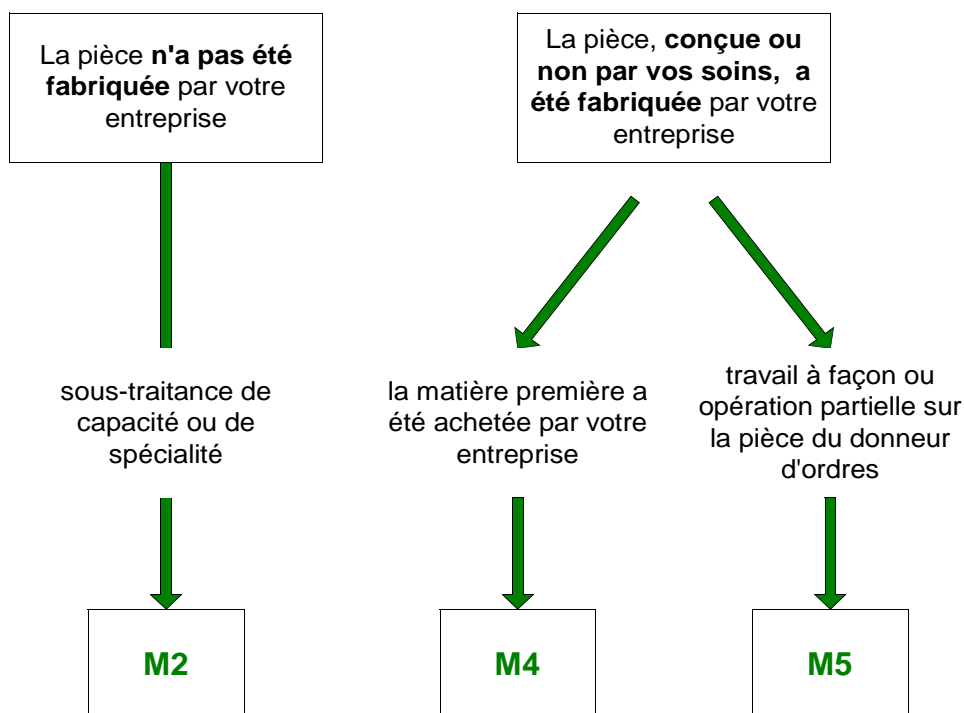 La pièce n'a pas été
fabriquée par votre
entreprise
La pièce, conçue ou
non par vos soins, a
été fabriquée par votre
entreprise
sous-traitance de
capacité ou de
spécialité
la matière première a
été achetée par votre
entreprise
travail à façon ou
opération partielle sur
la pièce du donneur
d'ordres
M2
M4
M5